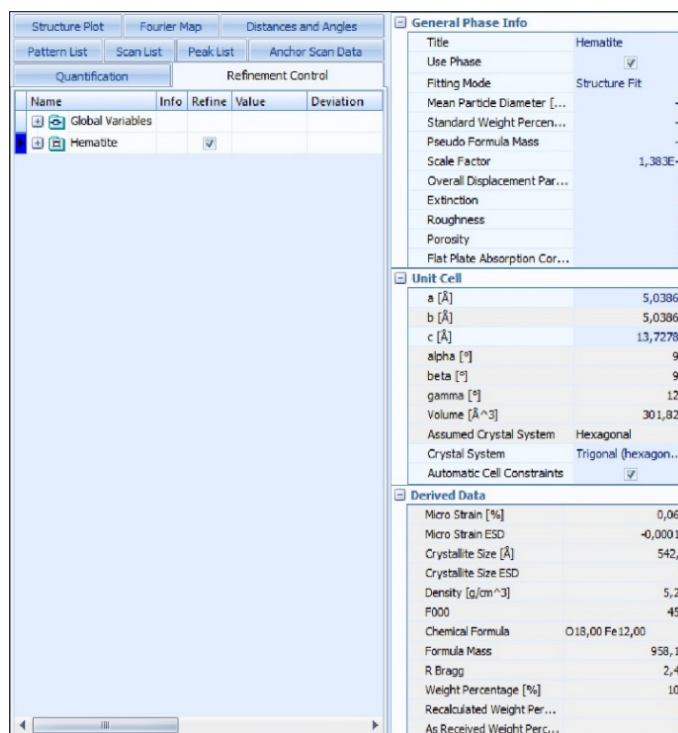 Structure Plot Fourier Map Distances and Angles
Pattern List Scan List Peak List Anchor Scan Data
Quantification Refinement Control
Name Info Refine Value Deviation
Global Variables
Hematite
General Phase Info
Title Hematite
Use Phase
Fitting Mode Structure Fit
Mean Particle Diameter [...
Standard Weight Percen...
Pseudo Formula Mass
Scale Factor 1,383E-
Overall Displacement Par...
Extinction
Roughness
Porosity
Flat Plate Absorption Cor...
Unit Cell
a [Å] 5,0386
b [Å] 5,0386
c [Å] 13,7278
alpha [°] 9
beta [°] 9
gamma [°] 12
Volume [Å^3] 301,82
Assumed Crystal System Hexagonal
Crystal System Trigonal (hexagon...
Automatic Cell Constraints
Derived Data
Micro Strain [%] 0,06
Micro Strain ESD -0,0001
Crystallite Size [Å] 542,
Crystallite Size ESD
Density [g/cm^3] 5,2
F000 45
Chemical Formula O18,00 Fe12,00
Formula Mass 958,1
R Bragg 2,4
Weight Percentage [%] 10
Recalculated Weight Per...
As Received Weight Perc...